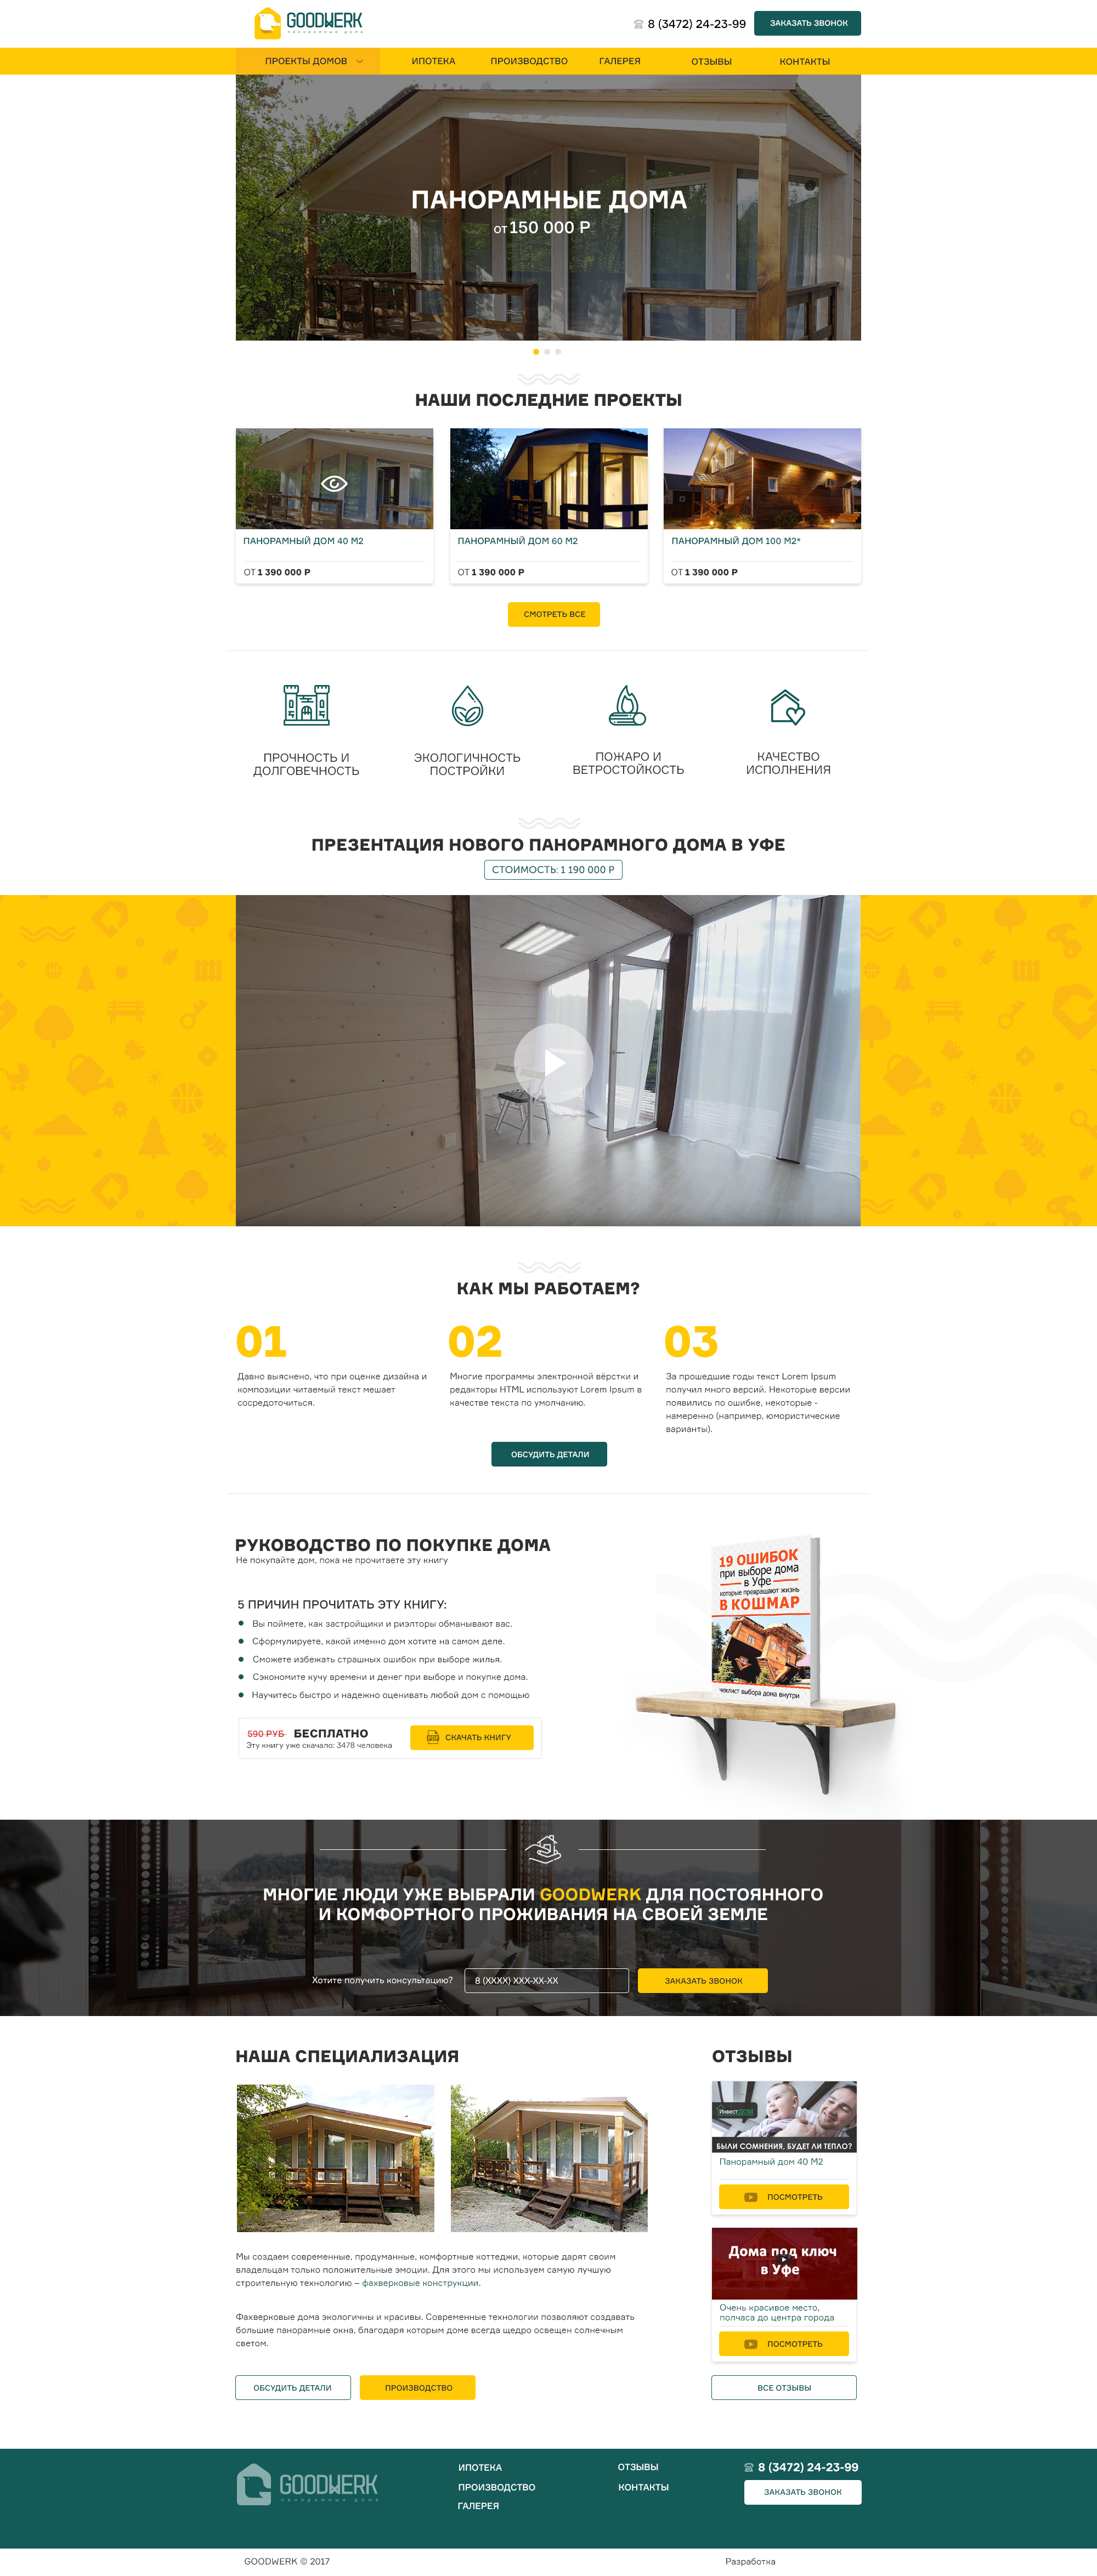 GOODWERK
панорамные дома
8 (3472) 24-23-99
ЗАКАЗАТЬ ЗВОНОК
ПРОЕКТЫ ДОМОВ
ИПОТЕКА
ПРОИЗВОДСТВО
ГАЛЕРЕЯ
ОТЗЫВЫ
КОНТАКТЫ
ПАНОРАМНЫЕ ДОМА
от 150 000 Р
НАШИ ПОСЛЕДНИЕ ПРОЕКТЫ
ПАНОРАМНЫЙ ДОМ 40 М2
ОТ 1 390 000 Р
ПАНОРАМНЫЙ ДОМ 60 М2
ОТ 1 390 000 Р
ПАНОРАМНЫЙ ДОМ 100 М2*
ОТ 1 390 000 Р
СМОТРЕТЬ ВСЕ
ПРОЧНОСТЬ И
ДОЛГОВЕЧНОСТЬ
ЭКОЛОГИЧНОСТЬ
ПОСТРОЙКИ
ПОЖАРО И
ВЕТРОСТОЙКОСТЬ
КАЧЕСТВО
ИСПОЛНЕНИЯ
ПРЕЗЕНТАЦИЯ НОВОГО ПАНОРАМНОГО ДОМА В УФЕ
СТОИМОСТЬ: 1 190 000 Р
КАК МЫ РАБОТАЕМ?
01
Давно выяснено, что при оценке дизайна и
композиции читаемый текст мешает
сосредоточиться.
02
Многие программы электронной вёрстки и
редакторы HTML используют Lorem Ipsum в
качестве текста по умолчанию.
03
За прошедшие годы текст Lorem Ipsum
получил много версий. Некоторые версии
появились по ошибке, некоторые -
намеренно (например, юмористические
варианты).
ОБСУДИТЬ ДЕТАЛИ
РУКОВОДСТВО ПО ПОКУПКЕ ДОМА
Не покупайте дом, пока не прочитаете эту книгу
5 ПРИЧИН ПРОЧИТАТЬ ЭТУ КНИГУ:
Вы поймете, как застройщики и риэлторы обманывают вас.
Сформулируете, какой именно дом хотите на самом деле.
Сможете избежать страшных ошибок при выборе жилья.
Сэкономите кучу времени и денег при выборе и покупке дома.
Научитесь быстро и надежно оценивать любой дом с помощью
590 РУБ БЕСПЛАТНО
Эту книгу уже скачало: 3478 человека
СКАЧАТЬ КНИГУ
19 ОШИБОК
при выборе дома
в Уфе
которые превращают жизнь
В КОШМАР
чеклист выбора дома внутри
МНОГИЕ ЛЮДИ УЖЕ ВЫБРАЛИ GOODWERK ДЛЯ ПОСТОЯННОГО
И КОМФОРТНОГО ПРОЖИВАНИЯ НА СВОЕЙ ЗЕМЛЕ
Хотите получить консультацию?
8 (XXXX) XXX-XX-XX
ЗАКАЗАТЬ ЗВОНОК
НАША СПЕЦИАЛИЗАЦИЯ
Мы создаем современные, продуманные, комфортные коттеджи, которые дарят своим
владельцам только положительные эмоции. Для этого мы используем самую лучшую
строительную технологию – фахверковые конструкции.
Фахверковые дома экологичны и красивы. Современные технологии позволяют создавать
большие панорамные окна, благодаря которым доме всегда щедро освещен солнечным
светом.
ОБСУДИТЬ ДЕТАЛИ
ПРОИЗВОДСТВО
ОТЗЫВЫ
ИнвестДОМ
БЫЛИ СОМНЕНИЯ, БУДЕТ ЛИ ТЕПЛО?
Панорамный дом 40 М2
ПОСМОТРЕТЬ
Дома под ключ
в Уфе
Очень красивое место,
полчаса до центра города
ПОСМОТРЕТЬ
ВСЕ ОТЗЫВЫ
GOODWERK
панорамные дома
ИПОТЕКА
ПРОИЗВОДСТВО
ГАЛЕРЕЯ
ОТЗЫВЫ
КОНТАКТЫ
8 (3472) 24-23-99
ЗАКАЗАТЬ ЗВОНОК
GOODWERK © 2017
Разработка